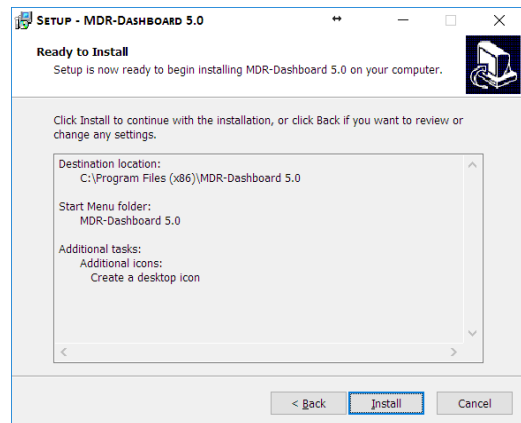 Setup - MDR-Dashboard 5.0
Ready to Install
Setup is now ready to begin installing MDR-Dashboard 5.0 on your computer.
Click Install to continue with the installation, or click Back if you want to review or
change any settings.
Destination location:
C:\Program Files (x86)\MDR-Dashboard 5.0
Start Menu folder:
MDR-Dashboard 5.0
Additional tasks:
Additional icons:
Create a desktop icon
< Back
Install
Cancel